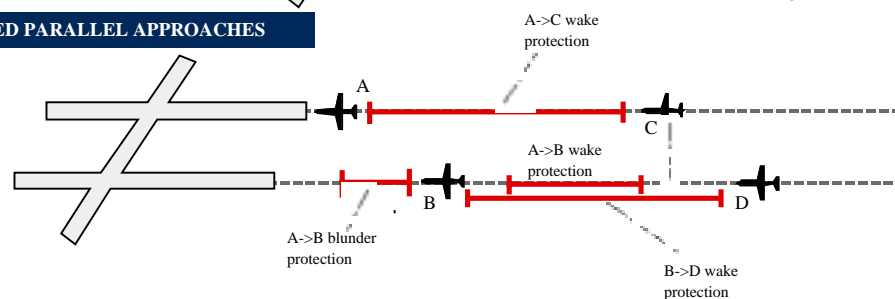 ED PARALLEL APPROACHES
A->C wake
protection
A
C
A->B wake
protection
B
D
A->B blunder
protection
B->D wake
protection